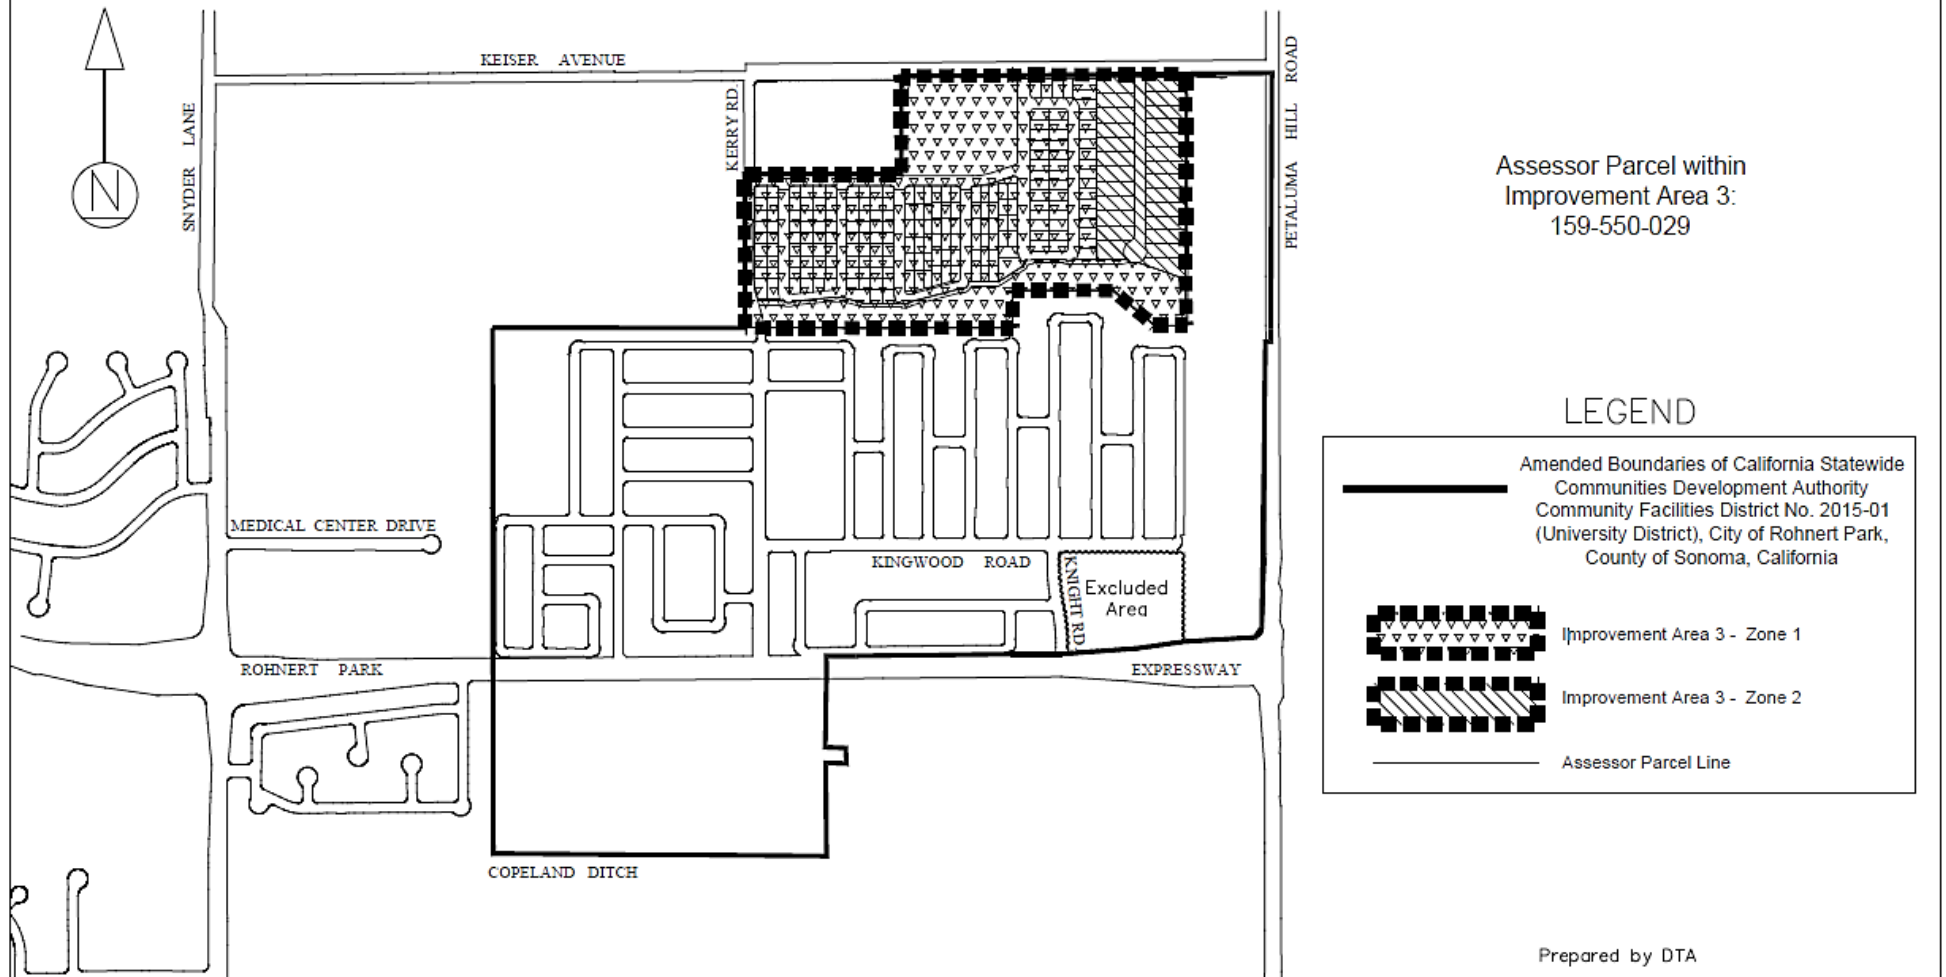 KEISER AVENUE
KERRY RD.
SNYDER LANE
N
PETALUMA HILL ROAD
Assessor Parcel within
Improvement Area 3:
159-550-029
LEGEND
Amended Boundaries of California Statewide
Communities Development Authority
Community Facilities District No. 2015-01
(University District), City of Rohnert Park,
County of Sonoma, California
Improvement Area 3 - Zone 1
Improvement Area 3 - Zone 2
Assessor Parcel Line
MEDICAL CENTER DRIVE
KINGWOOD ROAD
KNIGHT RD
Excluded
Area
ROHNERT PARK
EXPRESSWAY
COPELAND DITCH
Prepared by DTA